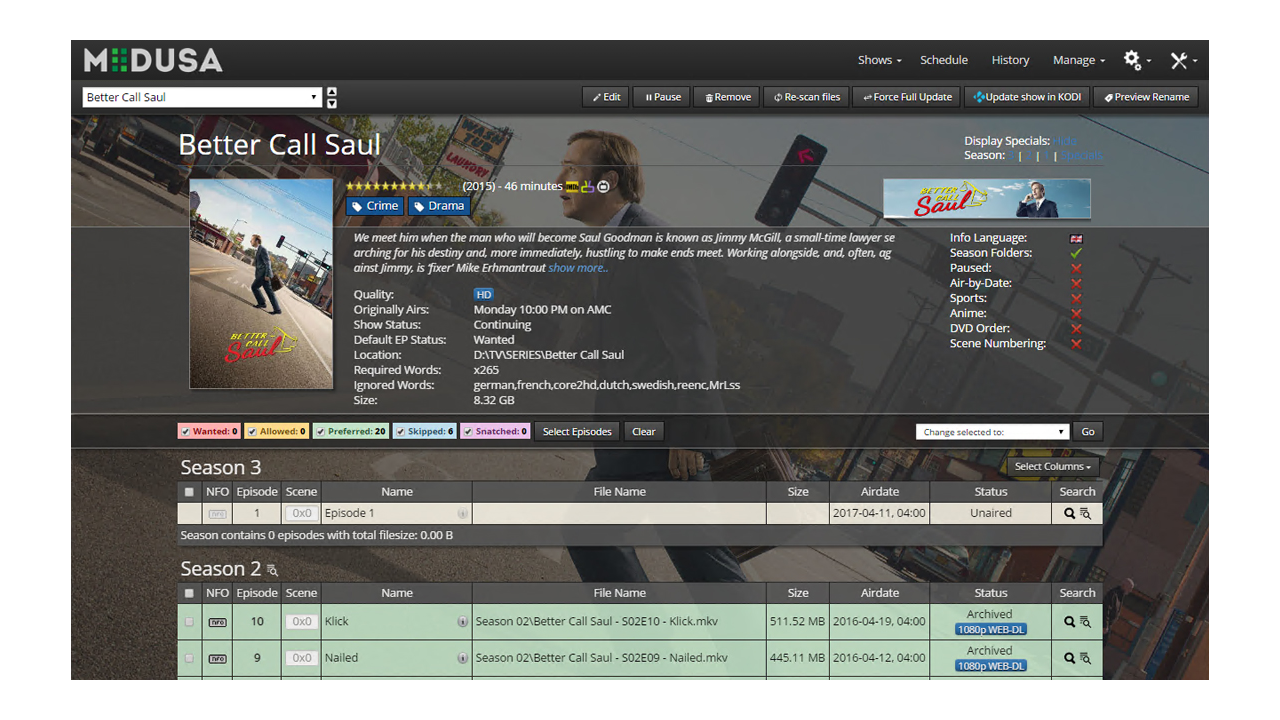 MEDUSA
Shows Schedule History Manage
Better Call Saul
Edit Pause Remove Re-scan files Force Full Update Update show in KODI Preview Rename
Better Call Saul
Display Specials: Hide
Season: 3 | 2 | 1 | Specials
WASH
LAUNDRY
(2015) - 46 minutes
Crime Drama
BETTER CALL Saul
We meet him when the man who will become Saul Goodman is known as Jimmy McGill, a small-time lawyer se
arching for his destiny and, more immediately, hustling to make ends meet. Working alongside, and, often, ag
ainst Jimmy, is 'fixer' Mike Erhmantraut show more..
Info Language:
Season Folders:
Paused:
Air-by-Date:
Sports:
Anime:
DVD Order:
Scene Numbering:
Quality: HD
Originally Airs: Monday 10:00 PM on AMC
Show Status: Continuing
Default EP Status: Wanted
Location: D:\TV\SERIES\Better Call Saul
Required Words: x265
Ignored Words: german,french,core2hd,dutch,swedish,reenc,MrLss
Size: 8.32 GB
BETTER CALL Saul
Wanted: 0 Allowed: 0 Preferred: 20 Skipped: 6 Snatched: 0 Select Episodes Clear Change selected to: Go
Season 3 Select Columns
NFO Episode Scene Name File Name Size Airdate Status Search
nfo 1 0x0 Episode 1 2017-04-11, 04:00 Unaired
Season contains 0 episodes with total filesize: 0.00 B
Season 2
NFO Episode Scene Name File Name Size Airdate Status Search
nfo 10 0x0 Klick Season 02\Better Call Saul - S02E10 - Klick.mkv 511.52 MB 2016-04-19, 04:00 Archived
1080p WEB-DL
nfo 9 0x0 Nailed Season 02\Better Call Saul - S02E09 - Nailed.mkv 445.11 MB 2016-04-12, 04:00 Archived
1080p WEB-DL